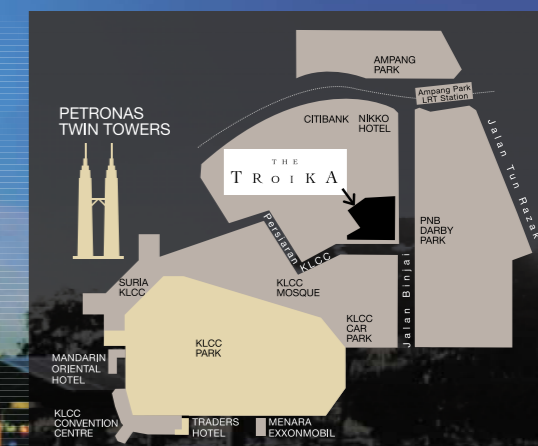 AMPANG
PARK
Ampang Park
LRT Station
PETRONAS
TWIN TOWERS
CITIBANK
NIKKO
HOTEL
Jalan Tun Razak
THE
TROIKA
Persiaran KLCC
PNB
DARBY
PARK
SURIA
KLCC
KLCC
MOSQUE
Jalan Binjai
KLCC
CAR
PARK
KLCC
PARK
MANDARIN
ORIENTAL
HOTEL
KLCC
CONVENTION
CENTRE
TRADERS
HOTEL
MENARA
EXXONMOBIL